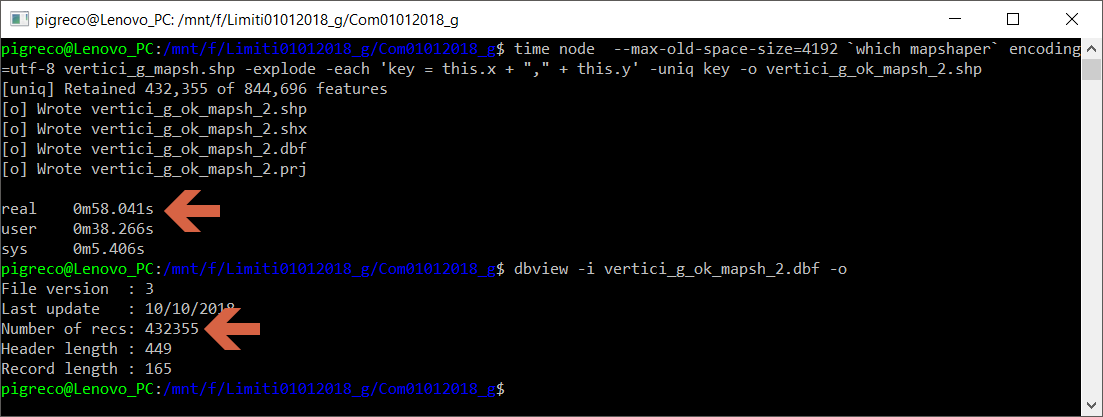 pigreco@Lenovo_PC: /mnt/f/Limiti01012018_g/Com01012018_g
pigreco@Lenovo_PC:/mnt/f/Limiti01012018_g/Com01012018_g$ time node  --max-old-space-size=4192 `which mapshaper` encoding
=utf-8 vertici_g_mapsh.shp -explode -each 'key = this.x + "," + this.y' -uniq key -o vertici_g_ok_mapsh_2.shp
[uniq] Retained 432,355 of 844,696 features
[o] Wrote vertici_g_ok_mapsh_2.shp
[o] Wrote vertici_g_ok_mapsh_2.shx
[o] Wrote vertici_g_ok_mapsh_2.dbf
[o] Wrote vertici_g_ok_mapsh_2.prj
real    0m58.041s
user    0m38.266s
sys     0m5.406s
pigreco@Lenovo_PC:/mnt/f/Limiti01012018_g/Com01012018_g$ dbview -i vertici_g_ok_mapsh_2.dbf -o
File version  : 3
Last update   : 10/10/2018
Number of recs: 432355
Header length : 449
Record length : 165
pigreco@Lenovo_PC:/mnt/f/Limiti01012018_g/Com01012018_g$